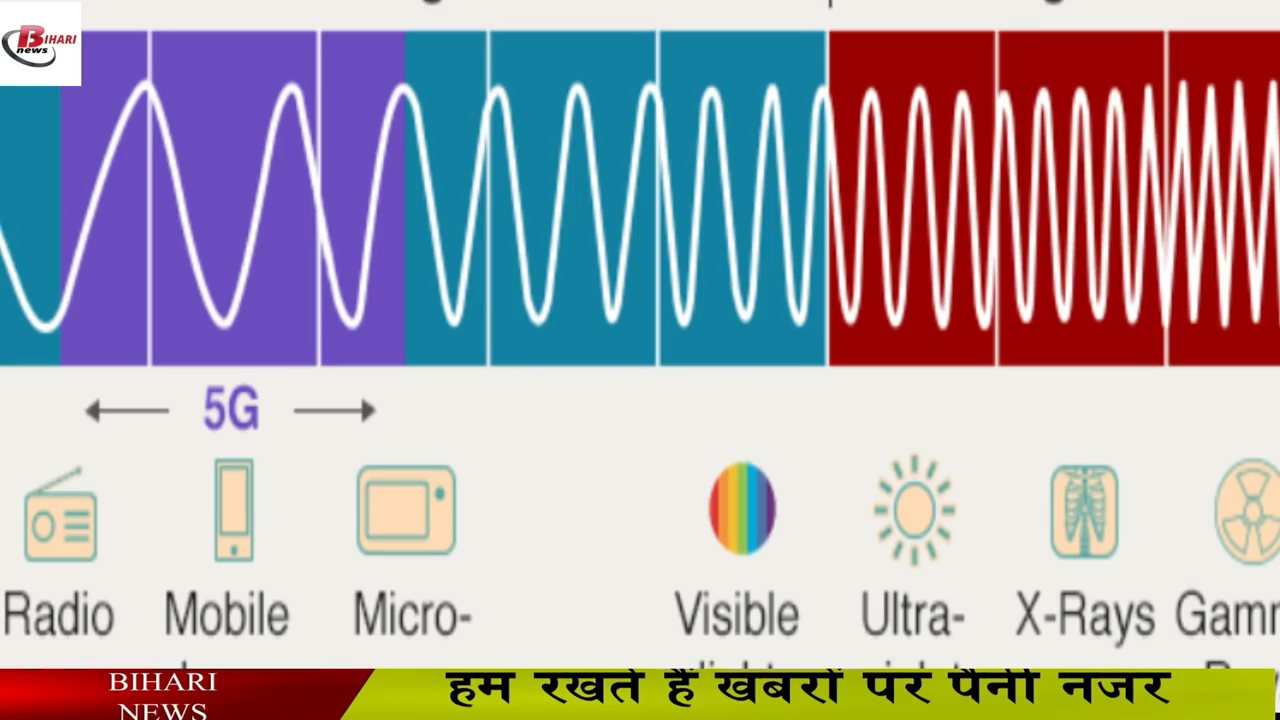 BIHARI
news
5G
Radio Mobile Micro- Visible Ultra- X-Rays
BIHARI
NEWS
हम रखते हैं खबरों पर पैनी नजर